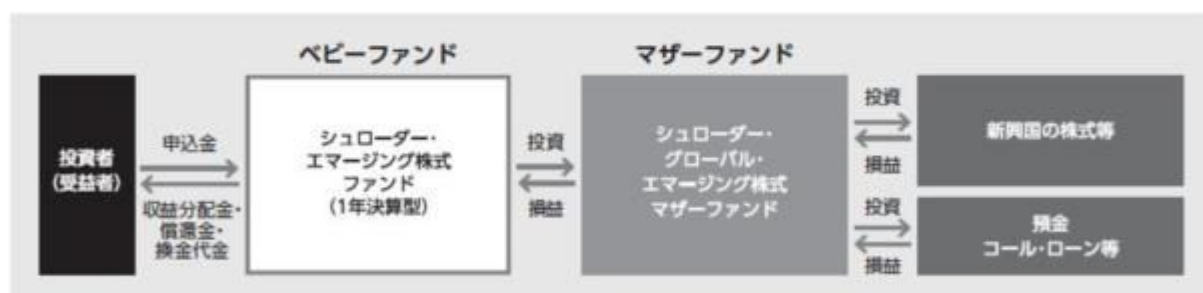 ベビーファンド
マザーファンド
投資者
(受益者)
申込金
収益分配金・
償還金・
換金代金
シュローダー・
エマージング株式
ファンド
(1年決算型)
投資
損益
シュローダー・
グローバル・
エマージング株式
マザーファンド
投資
損益
新興国の株式等
投資
損益
預金
コール・ローン等